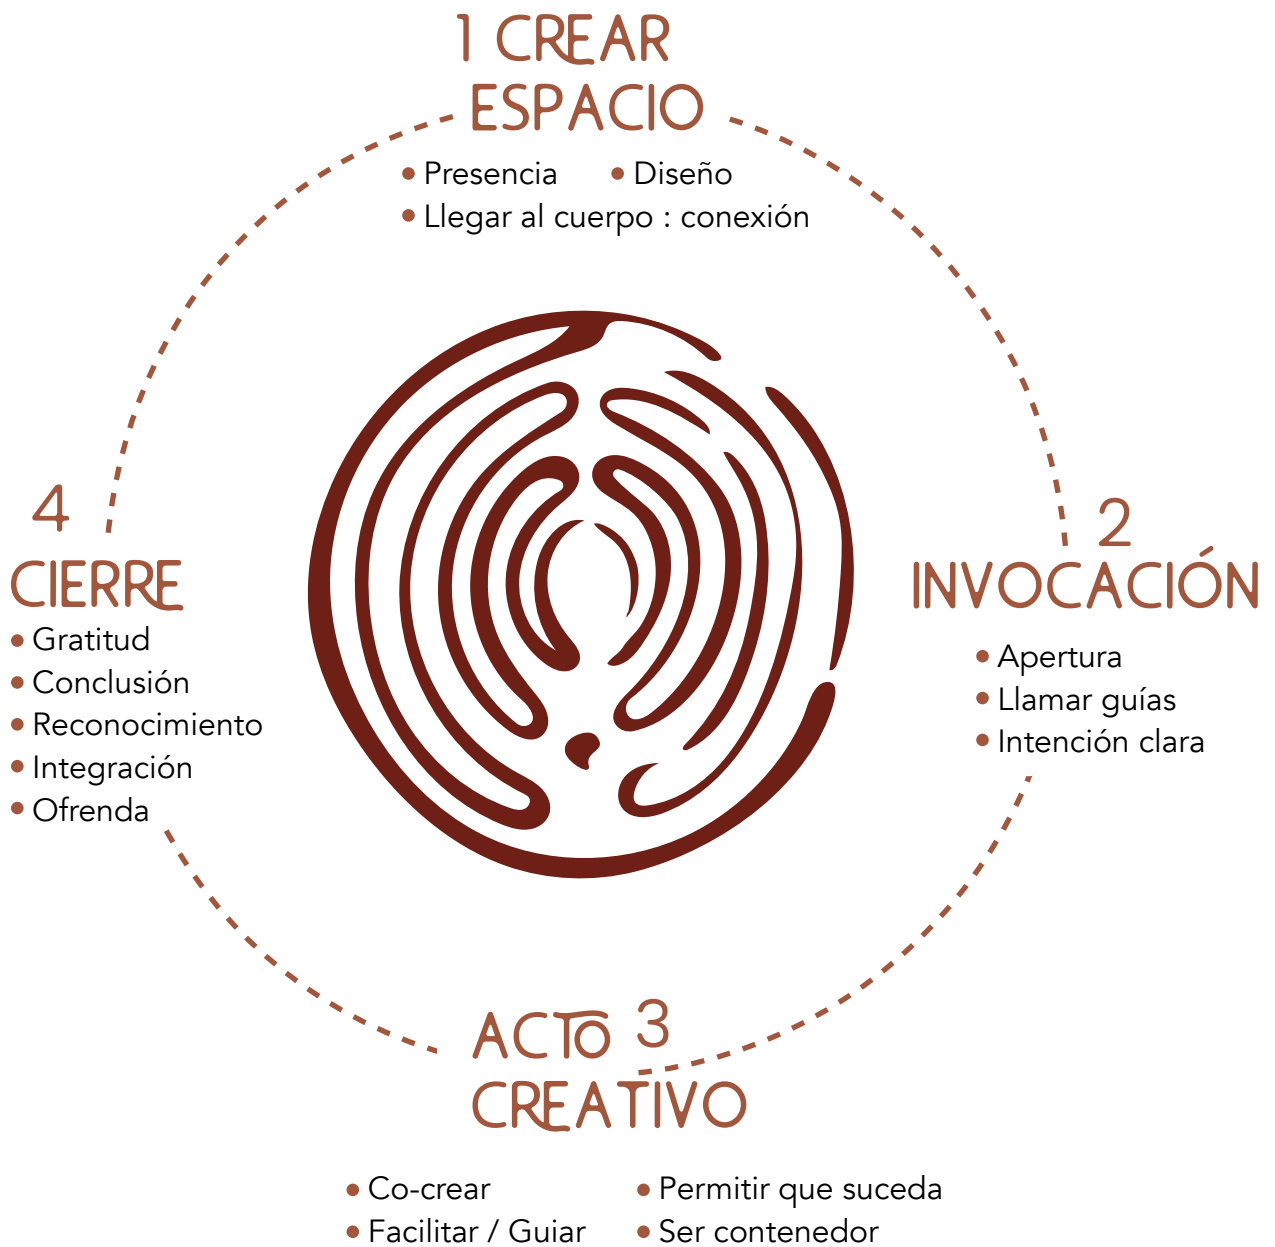 1 CREAR
ESPACIO
• Presencia • Diseño
• Llegar al cuerpo : conexión
2
INVOCACIÓN
• Apertura
• Llamar guías
• Intención clara
ACTO 3
CREATIVO
• Co-crear • Permitir que suceda
• Facilitar / Guiar • Ser contenedor
4
CIERRE
• Gratitud
• Conclusión
• Reconocimiento
• Integración
• Ofrenda